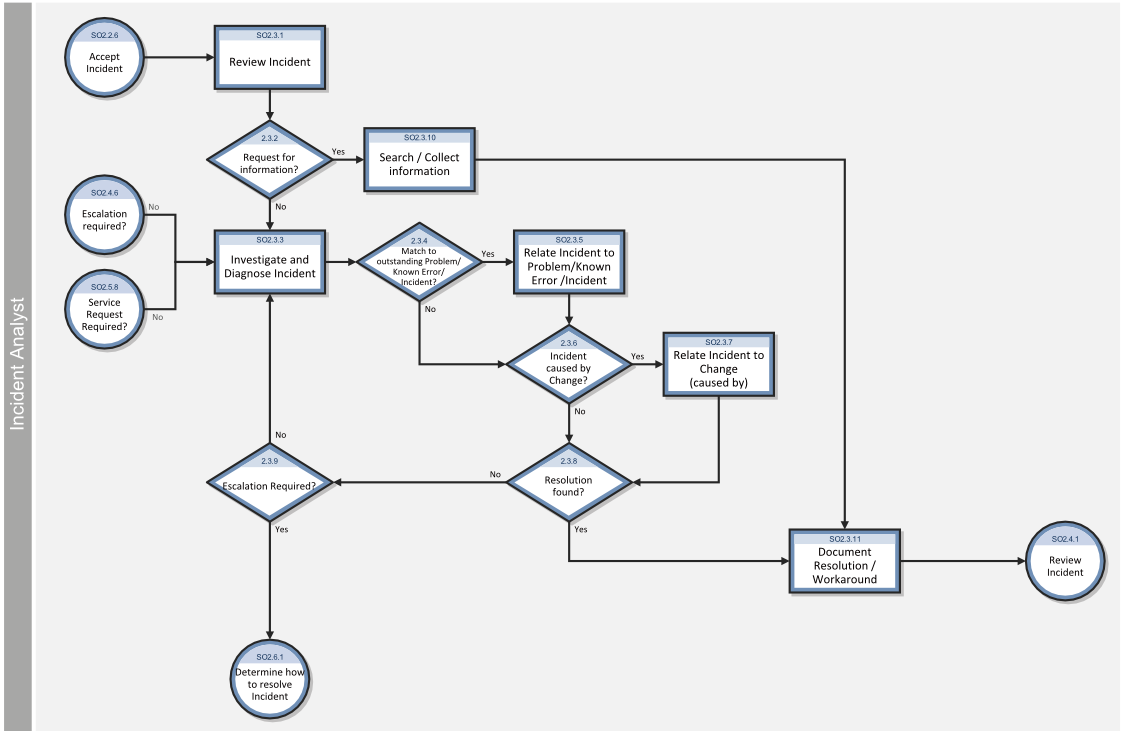 Incident Analyst
SO2.2.6
Accept
Incident
SO2.3.1
Review Incident
2.3.2
Request for
information?
Yes
No
SO2.3.10
Search / Collect
information
SO2.4.6
Escalation
required?
No
SO2.5.8
Service
Request
Required?
No
SO2.3.3
Investigate and
Diagnose Incident
2.3.4
Match to
outstanding Problem/
Known Error/
Incident?
Yes
No
SO2.3.5
Relate Incident to
Problem/Known
Error /Incident
2.3.6
Incident
caused by
Change?
Yes
No
SO2.3.7
Relate Incident to
Change
(caused by)
2.3.8
Resolution
found?
No
Yes
2.3.9
Escalation Required?
No
Yes
SO2.3.11
Document
Resolution /
Workaround
SO2.4.1
Review
Incident
SO2.6.1
Determine how
to resolve
Incident